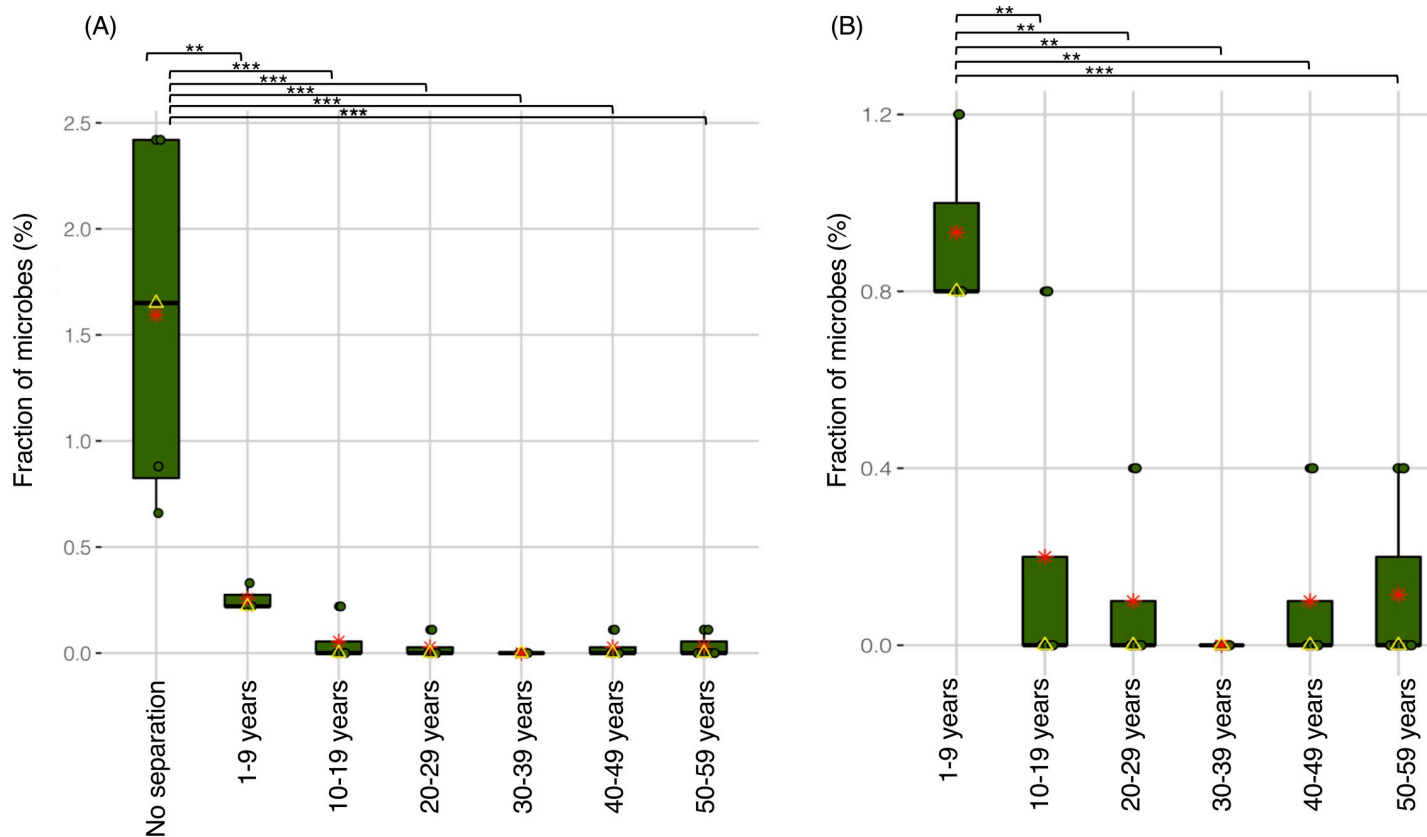 (A)
**
***
***
***
***
***
Fraction of microbes (%)
2.5
2.0
1.5
1.0
0.5
0.0
No separation
1-9 years
10-19 years
20-29 years
30-39 years
40-49 years
50-59 years
(B)
**
**
**
**
***
Fraction of microbes (%)
1.2
0.8
0.4
0.0
1-9 years
10-19 years
20-29 years
30-39 years
40-49 years
50-59 years